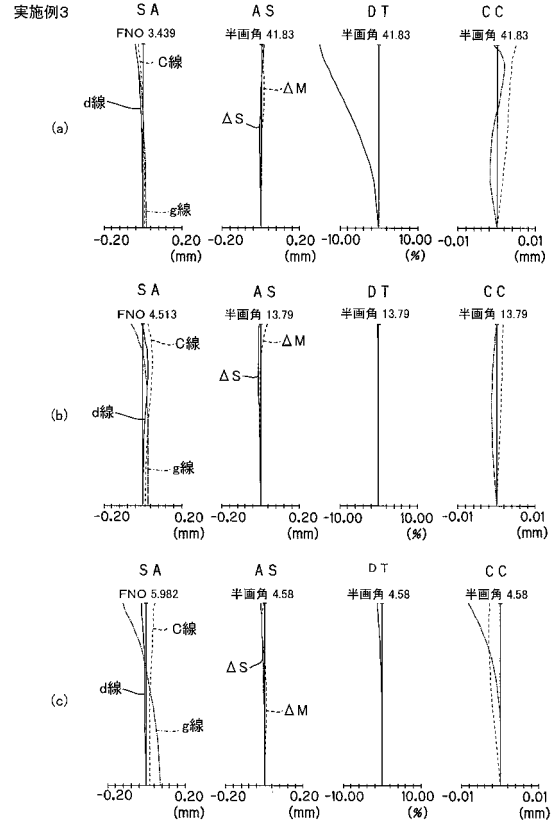 実施例3
SA AS DT CC
FNO 3.439 半画角 41.83 半画角 41.83 半画角 41.83
C線
d線
ΔM
ΔS
(a)
g線
-0.20 0.20 -0.20 0.20 -10.00 10.00 -0.01 0.01
(mm) (mm) (%) (mm)
SA AS DT CC
FNO 4.513 半画角 13.79 半画角 13.79 半画角 13.79
C線
ΔM
ΔS
(b)
d線
g線
-0.20 0.20 -0.20 0.20 -10.00 10.00 -0.01 0.01
(mm) (mm) (%) (mm)
SA AS DT CC
FNO 5.982 半画角 4.58 半画角 4.58 半画角 4.58
C線
ΔS
d線
(c)
ΔM
g線
-0.20 0.20 -0.20 0.20 -10.00 10.00 -0.01 0.01
(mm) (mm) (%) (mm)